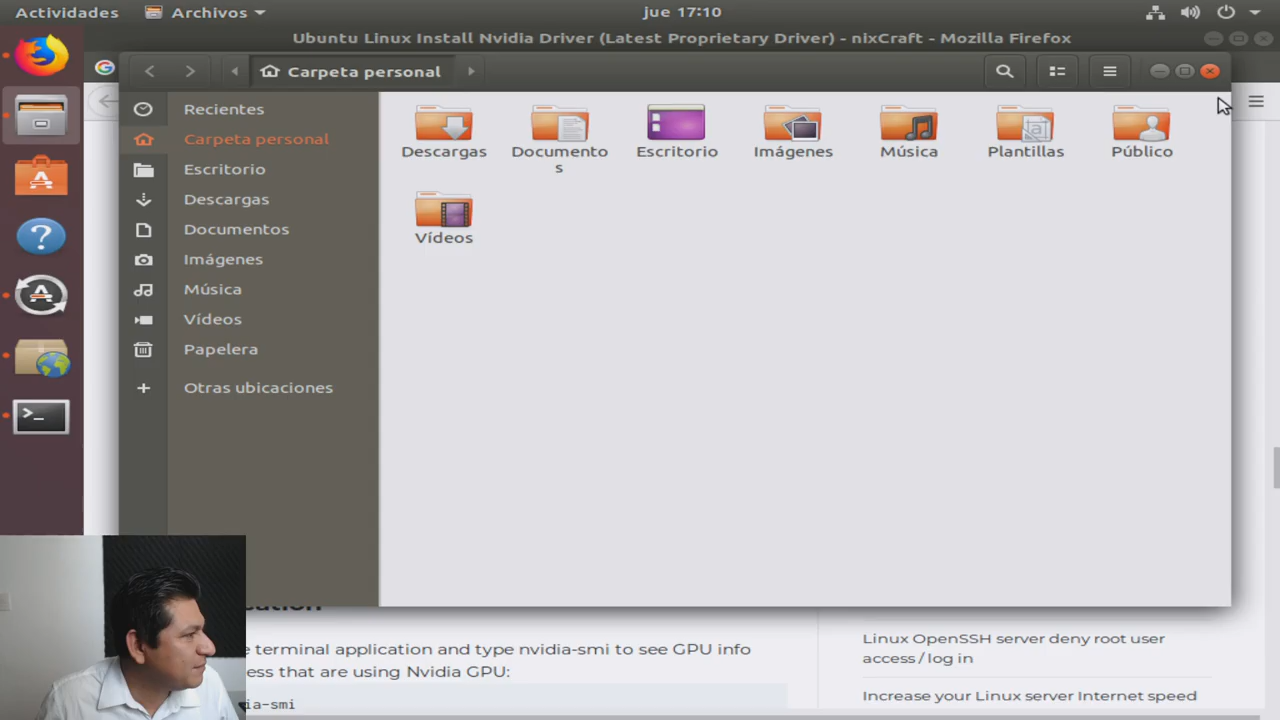 Actividades
Archivos
jue 17:10
Ubuntu Linux Install Nvidia Driver (Latest Proprietary Driver) - nixCraft - Mozilla Firefox
Carpeta personal
Recientes
Carpeta personal
Escritorio
Descargas
Documentos
Imágenes
Música
Vídeos
Papelera
Otras ubicaciones
Descargas
Documento
s
Escritorio
Imágenes
Música
Plantillas
Público
Vídeos
terminal application and type nvidia-smi to see GPU info
that are using Nvidia GPU:
ia-smi
Linux OpenSSH server deny root user
access / log in
Increase your Linux server Internet speed